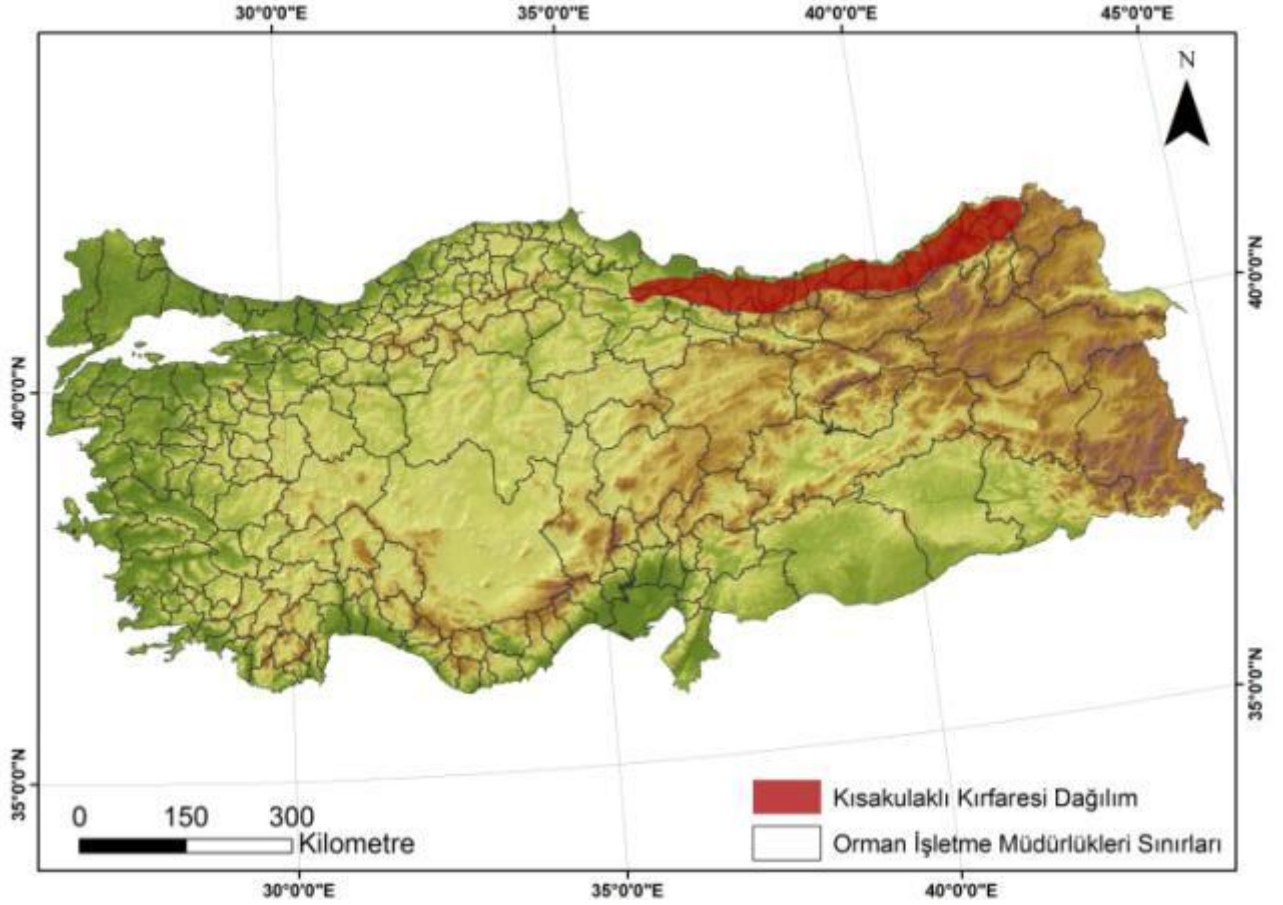 30°0'0"E 35°0'0"E 40°0'0"E 45°0'0"E
N
40°0'0"N
40°0'0"N
35°0'0"N
35°0'0"N
0 150 300
Kilometre
Kısakulaklı Kırfaresi Dağılım
Orman İşletme Müdürlükleri Sınırları
30°0'0"E 35°0'0"E 40°0'0"E